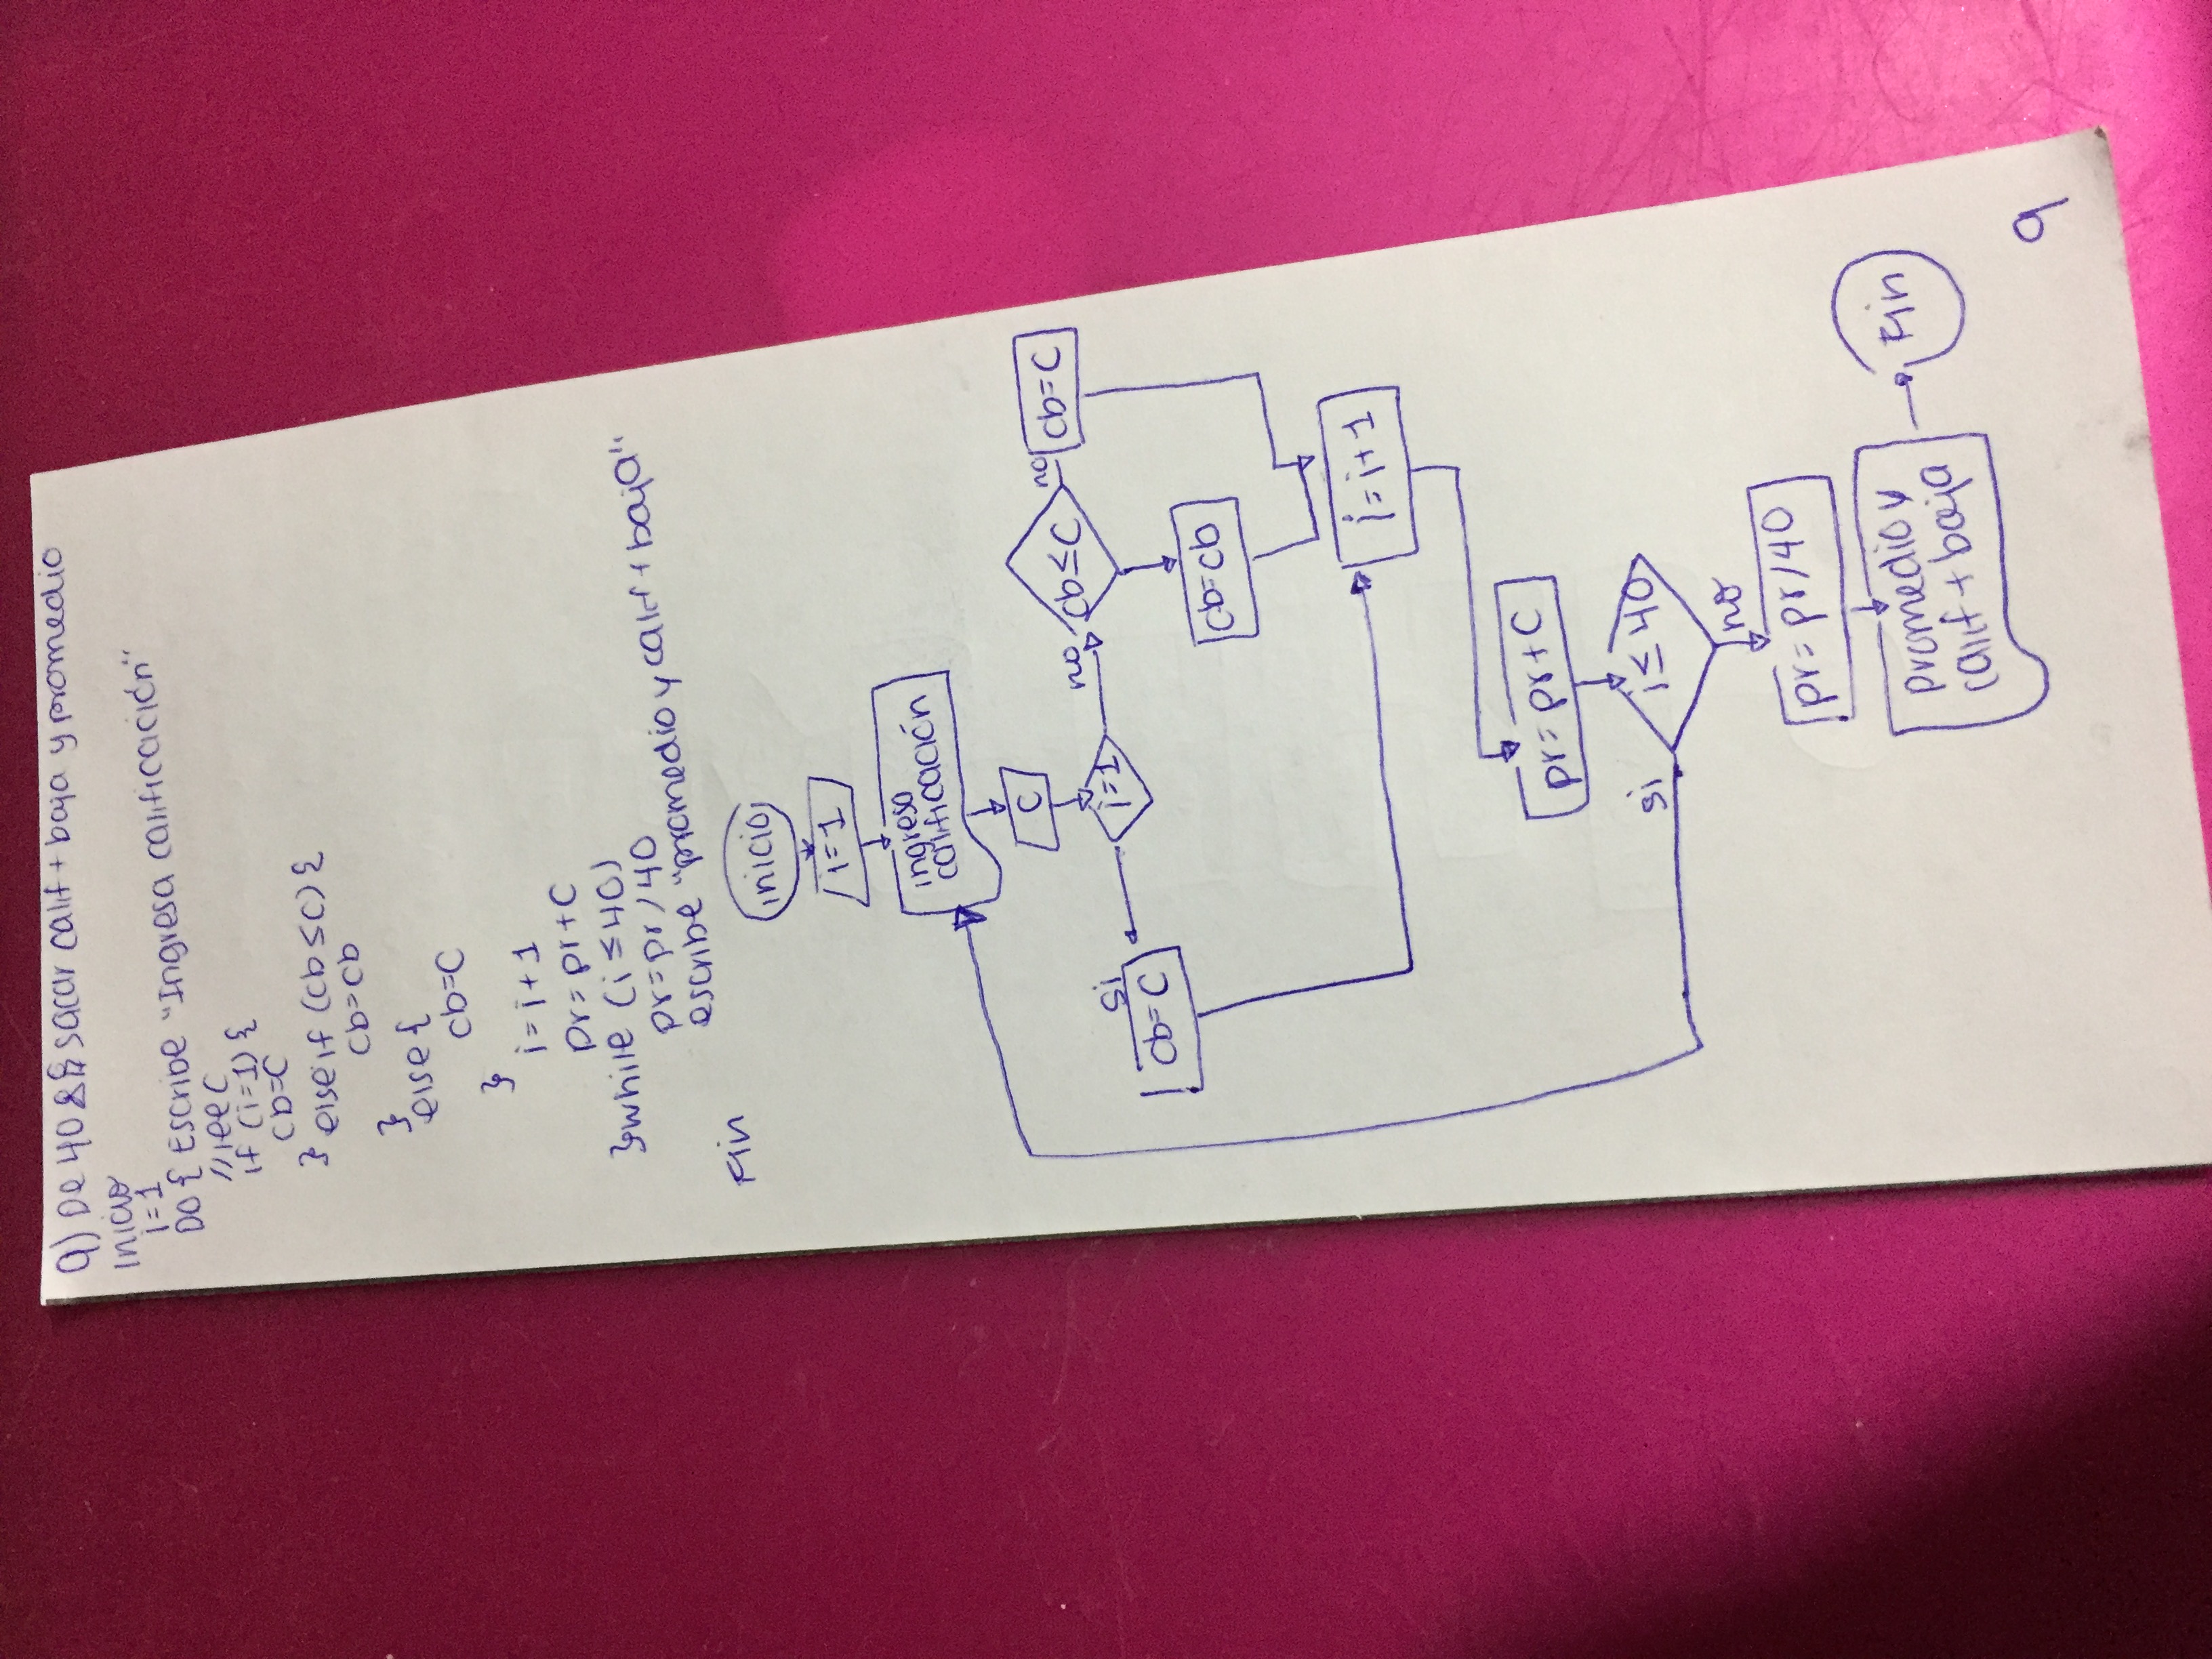 9) De 40 sacar calif + baja y promedio
Inicio
i=1
DO { Escribe "Ingresa calificación"
//lee C
if (i=1) {
cb=C
} else if (cb≤C) {
cb=cb
}
else {
cb=C
}
i=i+1
pr=pr+C
} while (i≤40)
pr=pr/40
escribe "promedio y calif + baja"
Fin
inicio
i=1
ingresa
calificación
C
i=1
si
cb=C
no
cb≤C
no
cb=C
cb=cb
i=i+1
pr=pr+C
i≤40
si
no
pr=pr/40
promedio y
calif + baja
Fin
9